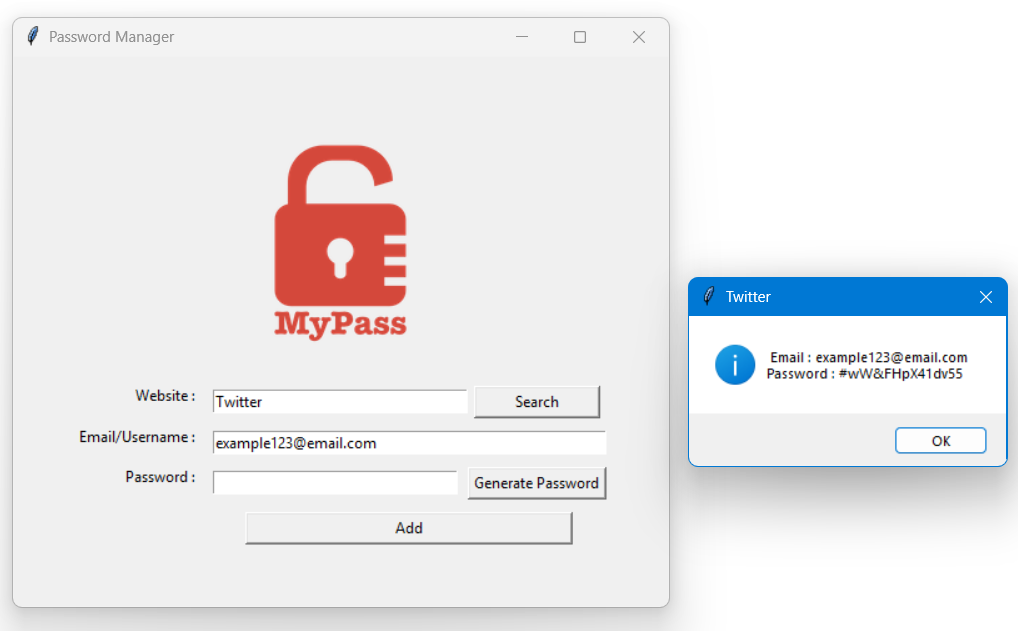 Password Manager
MyPass
Website :
Twitter
Search
Email/Username :
example123@email.com
Password :
Generate Password
Add
Twitter
Email : example123@email.com
Password : #wW&FHpX41dv55
OK